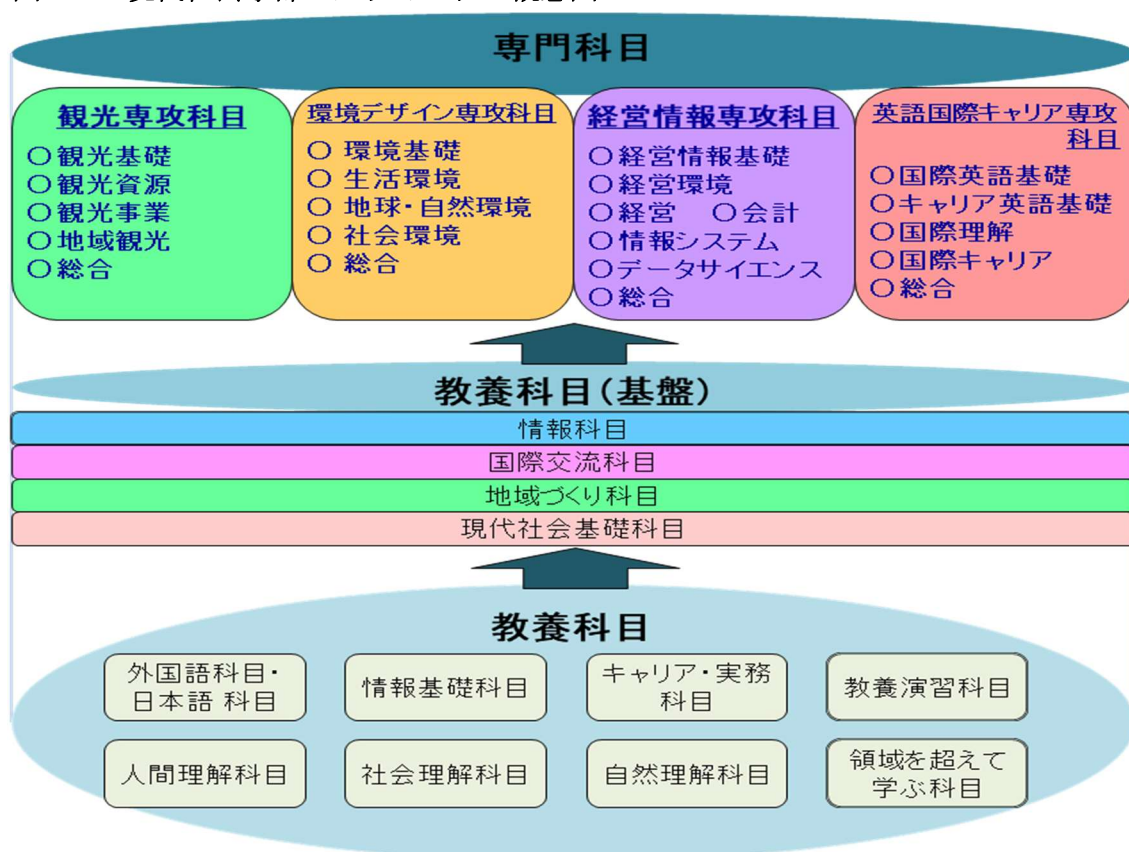 専門科目
観光専攻科目
○観光基礎
○観光資源
○観光事業
○地域観光
○総合
環境デザイン専攻科目
○ 環境基礎
○ 生活環境
○ 地球・自然環境
○ 社会環境
○ 総合
経営情報専攻科目
○経営情報基礎
○経営環境
○経営 ○会計
○情報システム
○データサイエンス
○総合
英語国際キャリア専攻
科目
○国際英語基礎
○キャリア英語基礎
○国際理解
○国際キャリア
○総合
教養科目(基盤)
情報科目
国際交流科目
地域づくり科目
現代社会基礎科目
教養科目
外国語科目・
日本語 科目
情報基礎科目
キャリア・実務
科目
教養演習科目
人間理解科目
社会理解科目
自然理解科目
領域を超えて
学ぶ科目